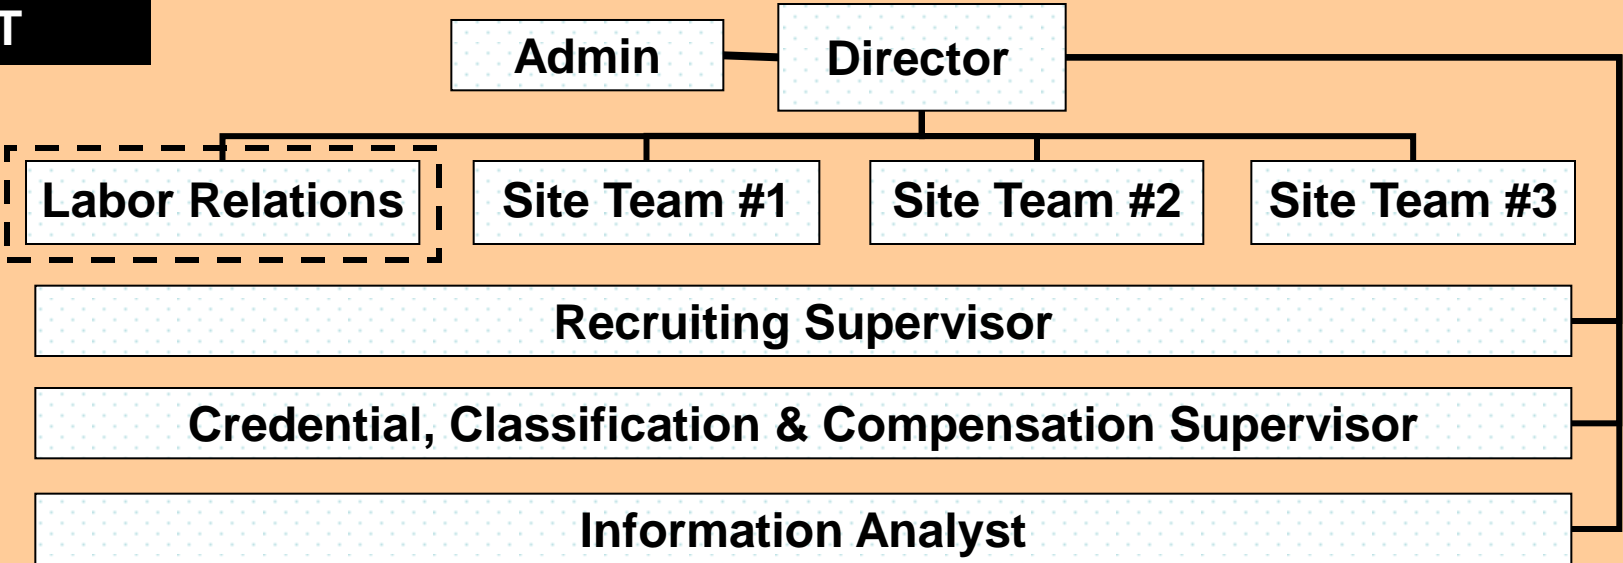 T
Admin
Director
Labor Relations
Site Team #1
Site Team #2
Site Team #3
Recruiting Supervisor
Credential, Classification & Compensation Supervisor
Information Analyst